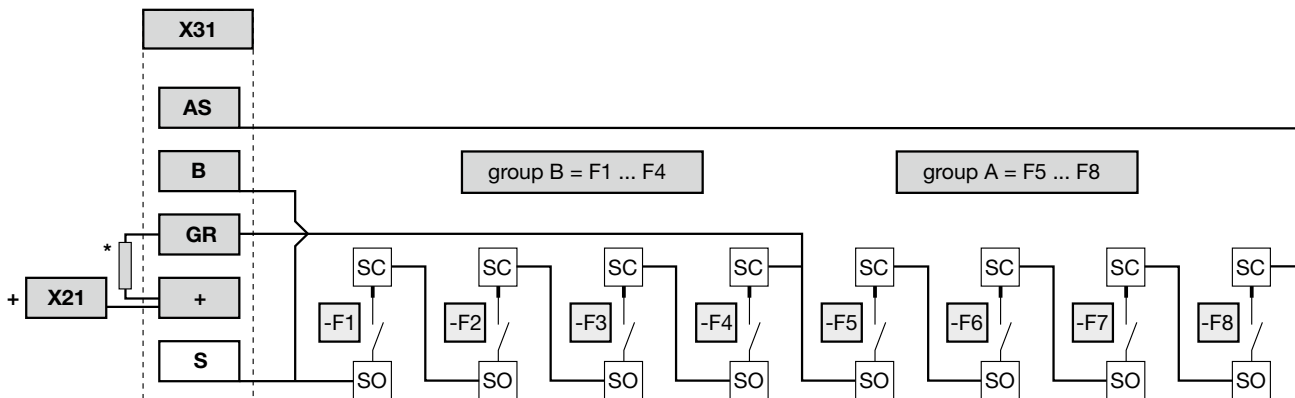 X31
AS
B
group B = F1 ... F4
group A = F5 ... F8
GR
*
SC SC SC SC SC SC SC SC
+ X21
+
-F1 -F2 -F3 -F4 -F5 -F6 -F7 -F8
S
SO SO SO SO SO SO SO SO